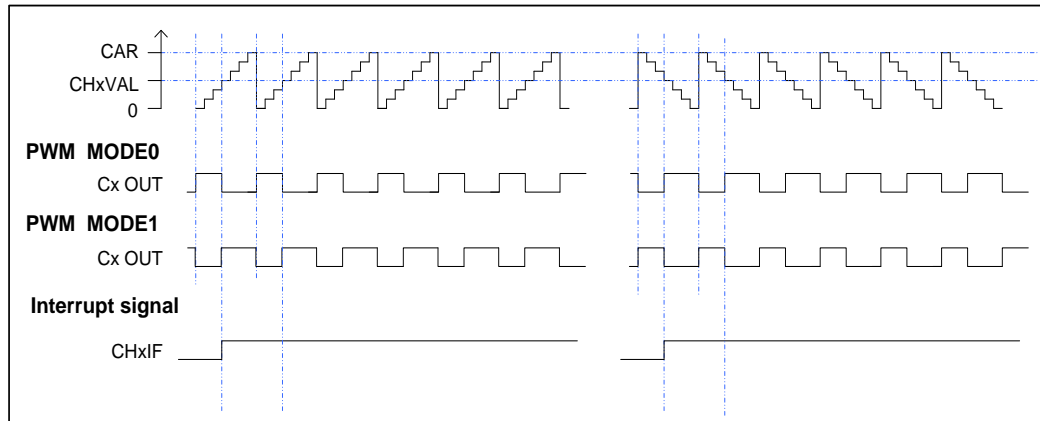 CAR
CHxVAL
0
PWM MODE0
Cx OUT
PWM MODE1
Cx OUT
Interrupt signal
CHxIF